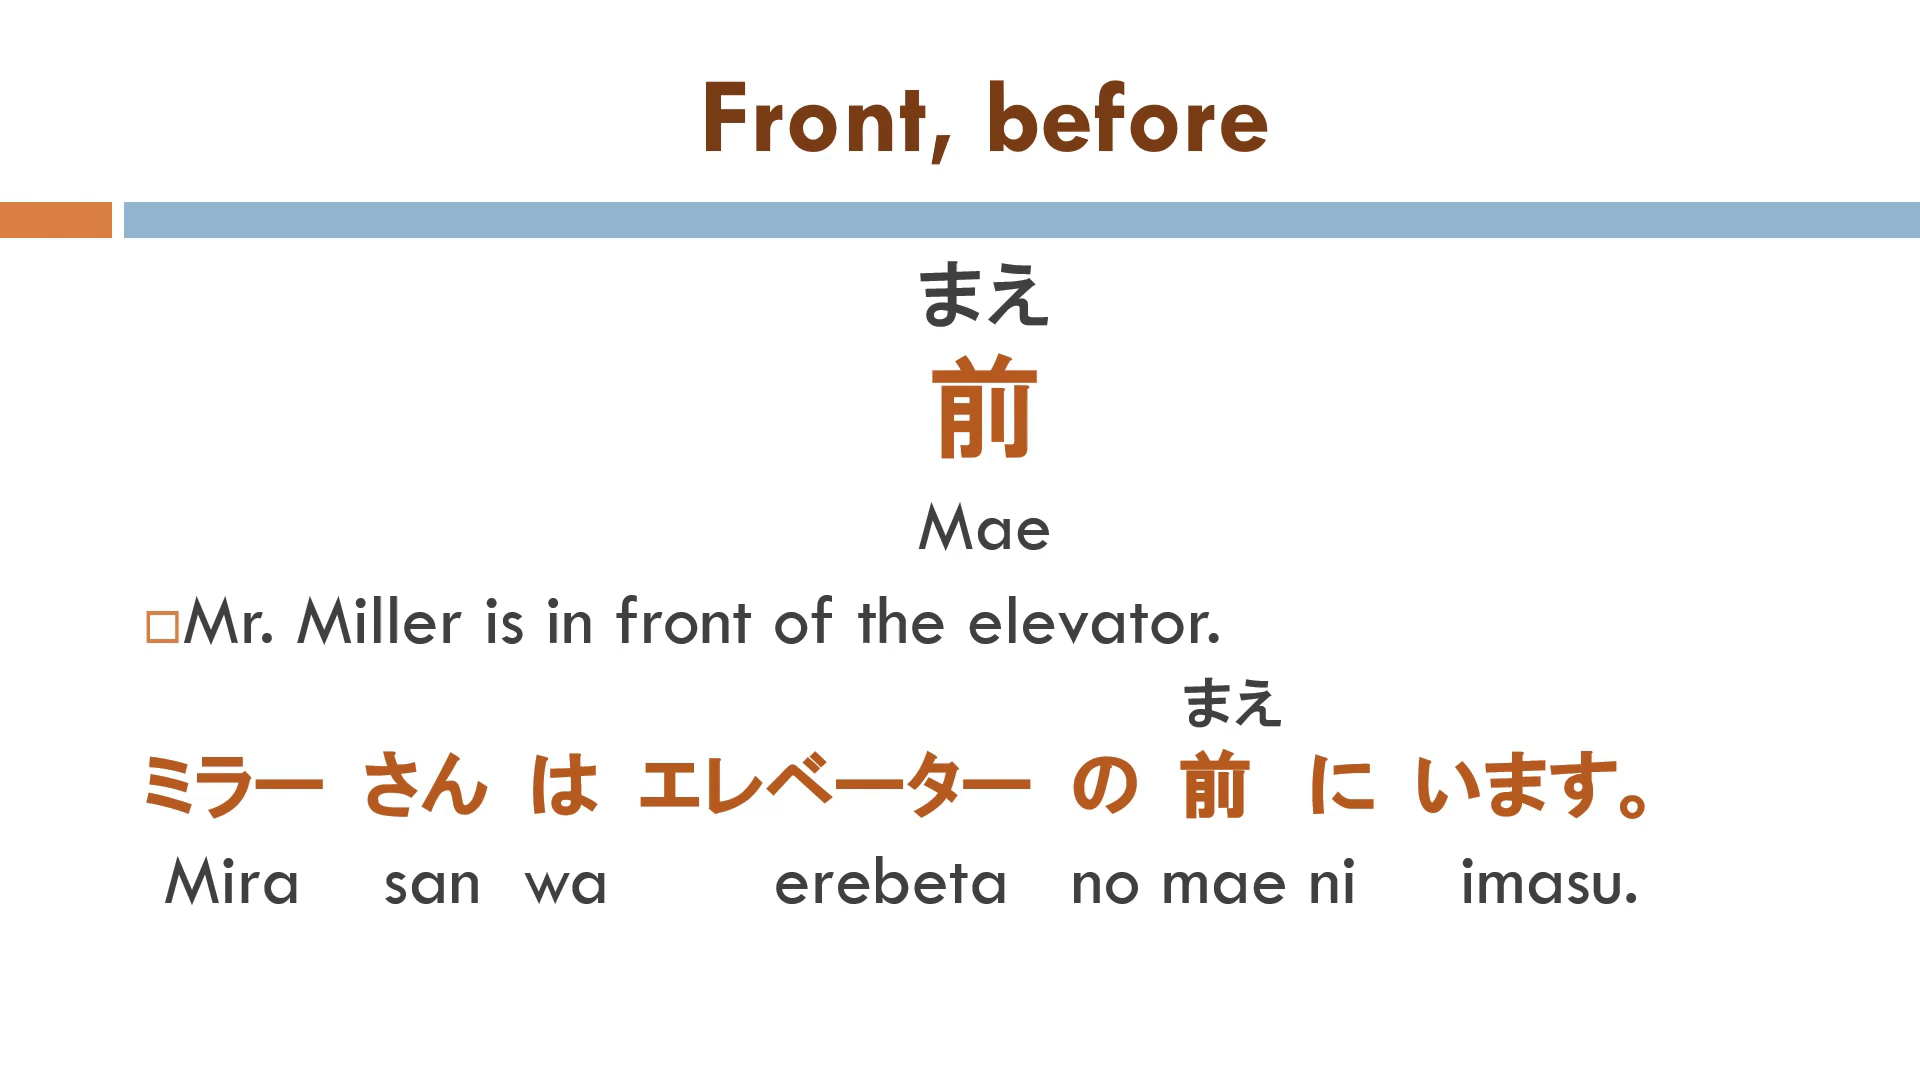 Front, before
まえ
前
Mae
Mr. Miller is in front of the elevator.
まえ
ミラー さん は エレベーター の 前 に います。
Mira san wa erebeta no mae ni imasu.